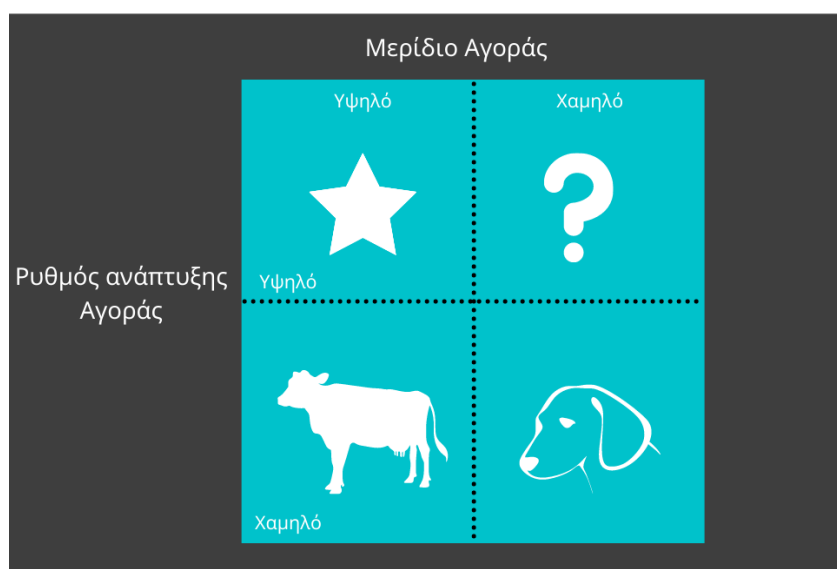 Μερίδιο Αγοράς
Υψηλό
Χαμηλό
?
Ρυθμός ανάπτυξης
Αγοράς
Υψηλό
Χαμηλό